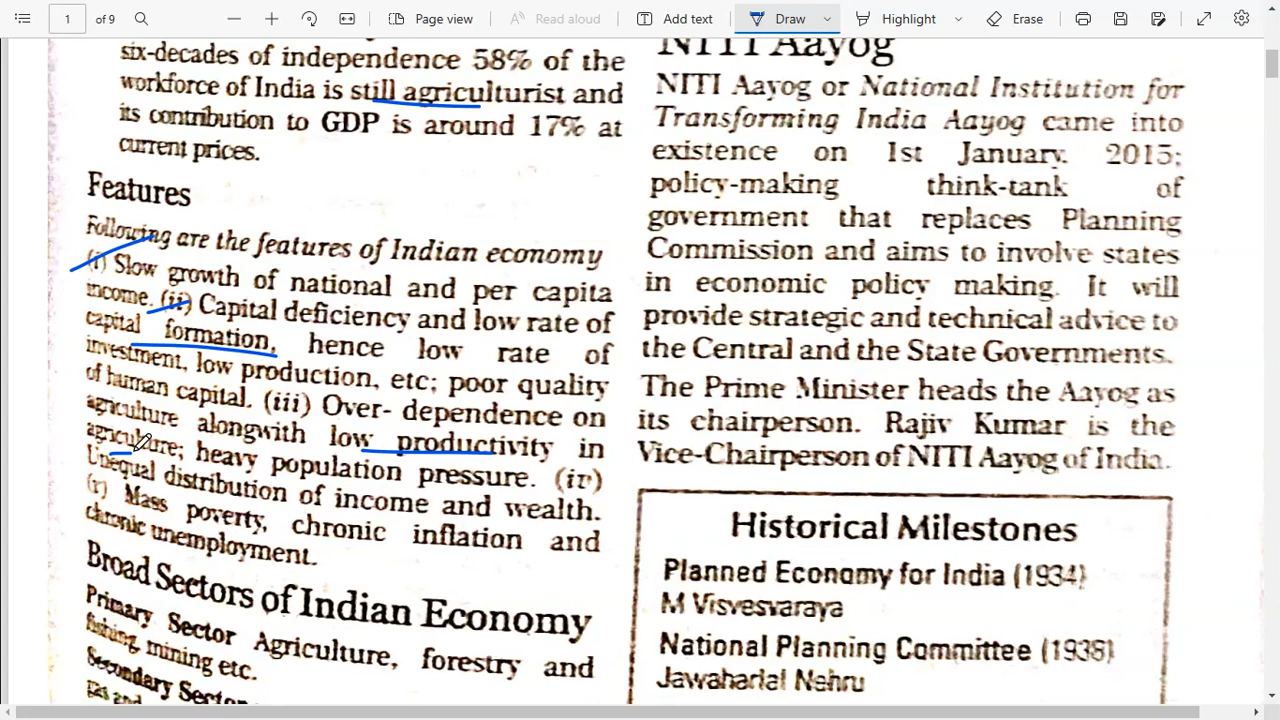 1 of 9
Page view
Read aloud
Add text
Draw
Highlight
Erase
six-decades of independence 58% of the
workforce of India is still agriculturist and
its contribution to GDP is around 17% at
current prices.
Features
Following are the features of Indian economy
(i) Slow growth of national and per capita
income. (ii) Capital deficiency and low rate of
capital formation, hence low rate of
investment, low production, etc; poor quality
of human capital. (iii) Over- dependence on
agriculture alongwith low productivity in
agriculture; heavy population pressure. (iv)
Unequal distribution of income and wealth.
(v) Mass poverty, chronic inflation and
chronic unemployment.
Broad Sectors of Indian Economy
Primary Sector Agriculture, forestry and
fishing, mining etc.
Secondary Sector
gas and
NITI Aayog
NITI Aayog or National Institution for
Transforming India Aayog came into
existence on 1st January, 2015;
policy-making think-tank of
government that replaces Planning
Commission and aims to involve states
in economic policy making. It will
provide strategic and technical advice to
the Central and the State Governments.
The Prime Minister heads the Aayog as
its chairperson. Rajiv Kumar is the
Vice-Chairperson of NITI Aayog of India.
Historical Milestones
Planned Economy for India (1934)
M Visvesvaraya
National Planning Committee (1938)
Jawaharlal Nehru